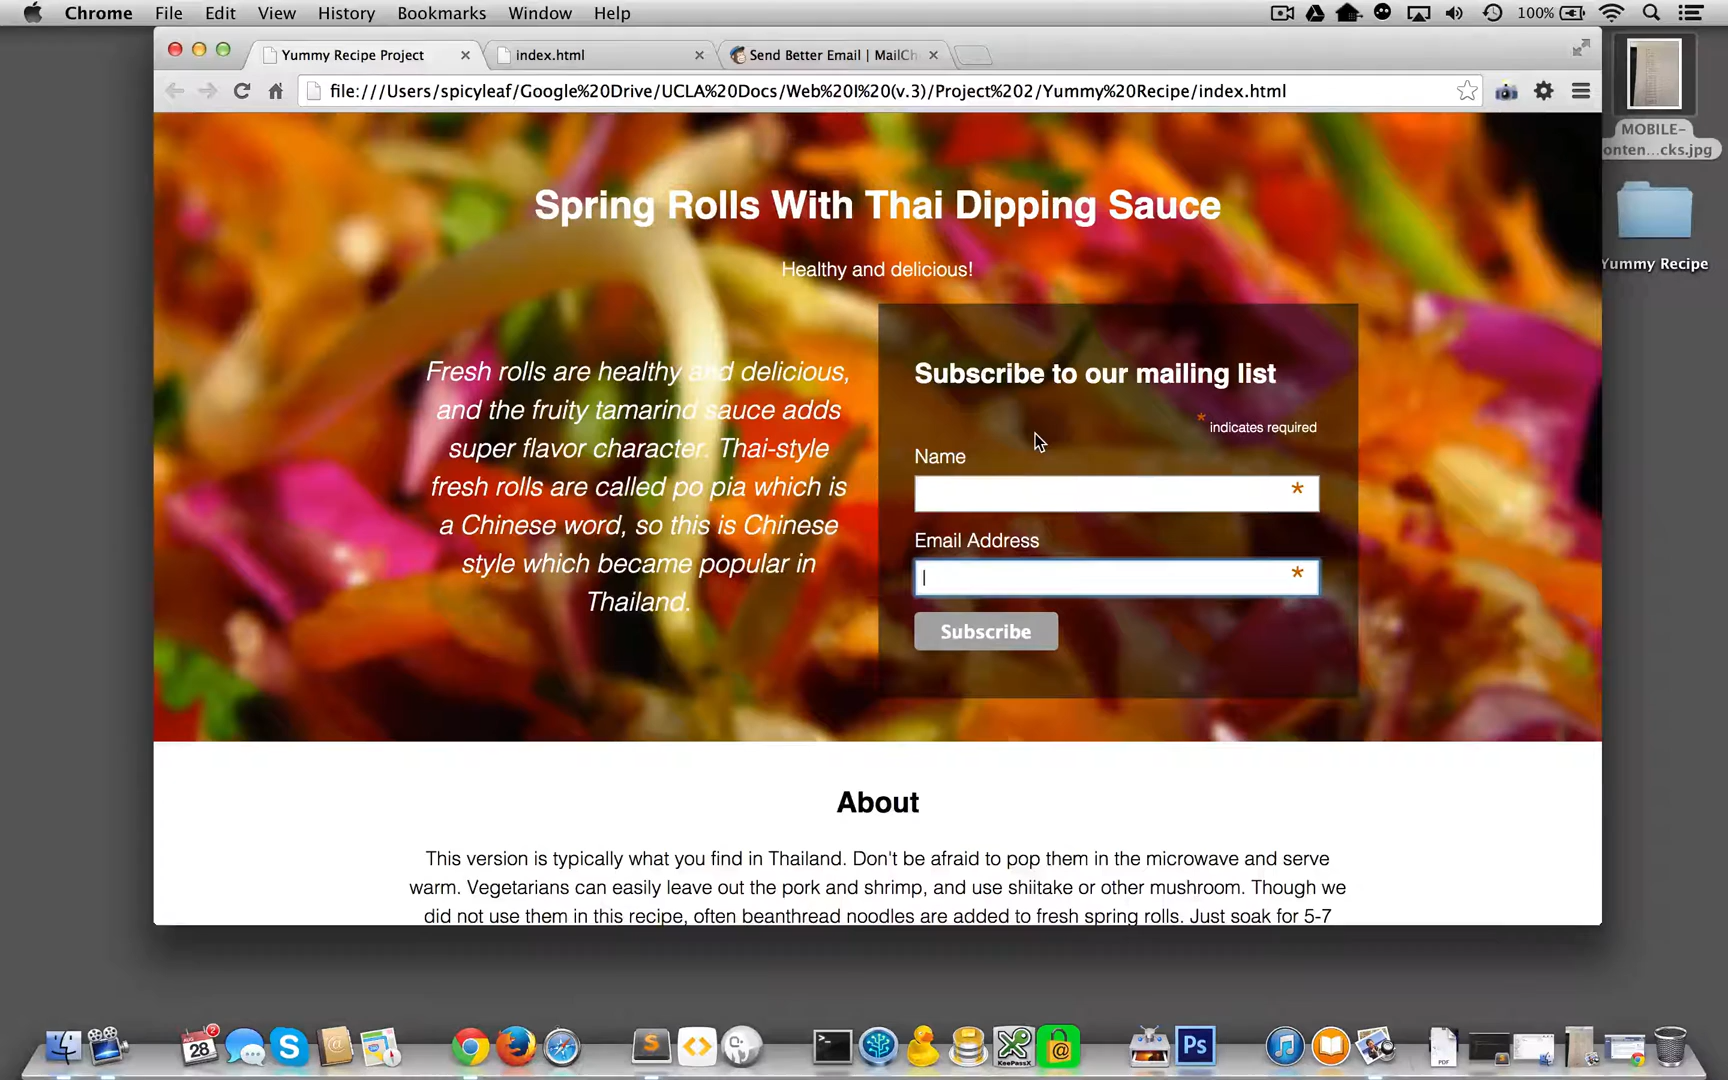 Chrome File Edit View History Bookmarks Window Help 100%
Yummy Recipe Project index.html Send Better Email | MailCh
file:///Users/spicyleaf/Google%20Drive/UCLA%20Docs/Web%20I%20(v.3)/Project%202/Yummy%20Recipe/index.html
MOBILE-
onten...cks.jpg
Yummy Recipe
Spring Rolls With Thai Dipping Sauce
Healthy and delicious!
Fresh rolls are healthy and delicious,
and the fruity tamarind sauce adds
super flavor character. Thai-style
fresh rolls are called po pia which is
a Chinese word, so this is Chinese
style which became popular in
Thailand.
Subscribe to our mailing list
* indicates required
Name
*
Email Address
*
Subscribe
About
This version is typically what you find in Thailand. Don't be afraid to pop them in the microwave and serve
warm. Vegetarians can easily leave out the pork and shrimp, and use shiitake or other mushroom. Though we
did not use them in this recipe, often beanthread noodles are added to fresh spring rolls. Just soak for 5-7
2
28
S
>_
KeePassX
@
Ps
PDF